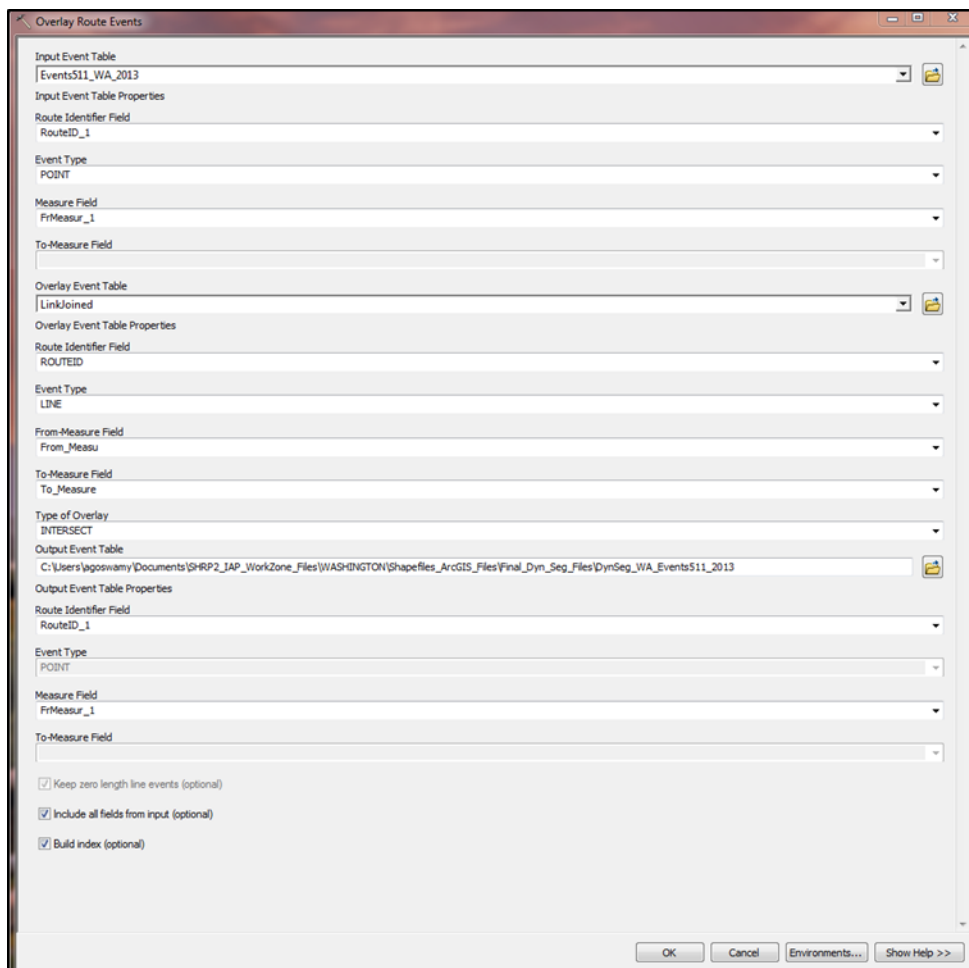 Overlay Route Events
Input Event Table
Events511_WA_2013
Input Event Table Properties
Route Identifier Field
RouteID_1
Event Type
POINT
Measure Field
FrMeasur_1
To-Measure Field
Overlay Event Table
LinkJoined
Overlay Event Table Properties
Route Identifier Field
ROUTEID
Event Type
LINE
From-Measure Field
From_Measu
To-Measure Field
To_Measure
Type of Overlay
INTERSECT
Output Event Table
C:\Users\agoswamy\Documents\SHRP2_IAP_WorkZone_Files\WASHINGTON\Shapefiles_ArcGIS_Files\Final_Dyn_Seg_Files\DynSeg_WA_Events511_2013
Output Event Table Properties
Route Identifier Field
RouteID_1
Event Type
POINT
Measure Field
FrMeasur_1
To-Measure Field
Keep zero length line events (optional)
Include all fields from input (optional)
Build index (optional)
OK Cancel Environments... Show Help >>